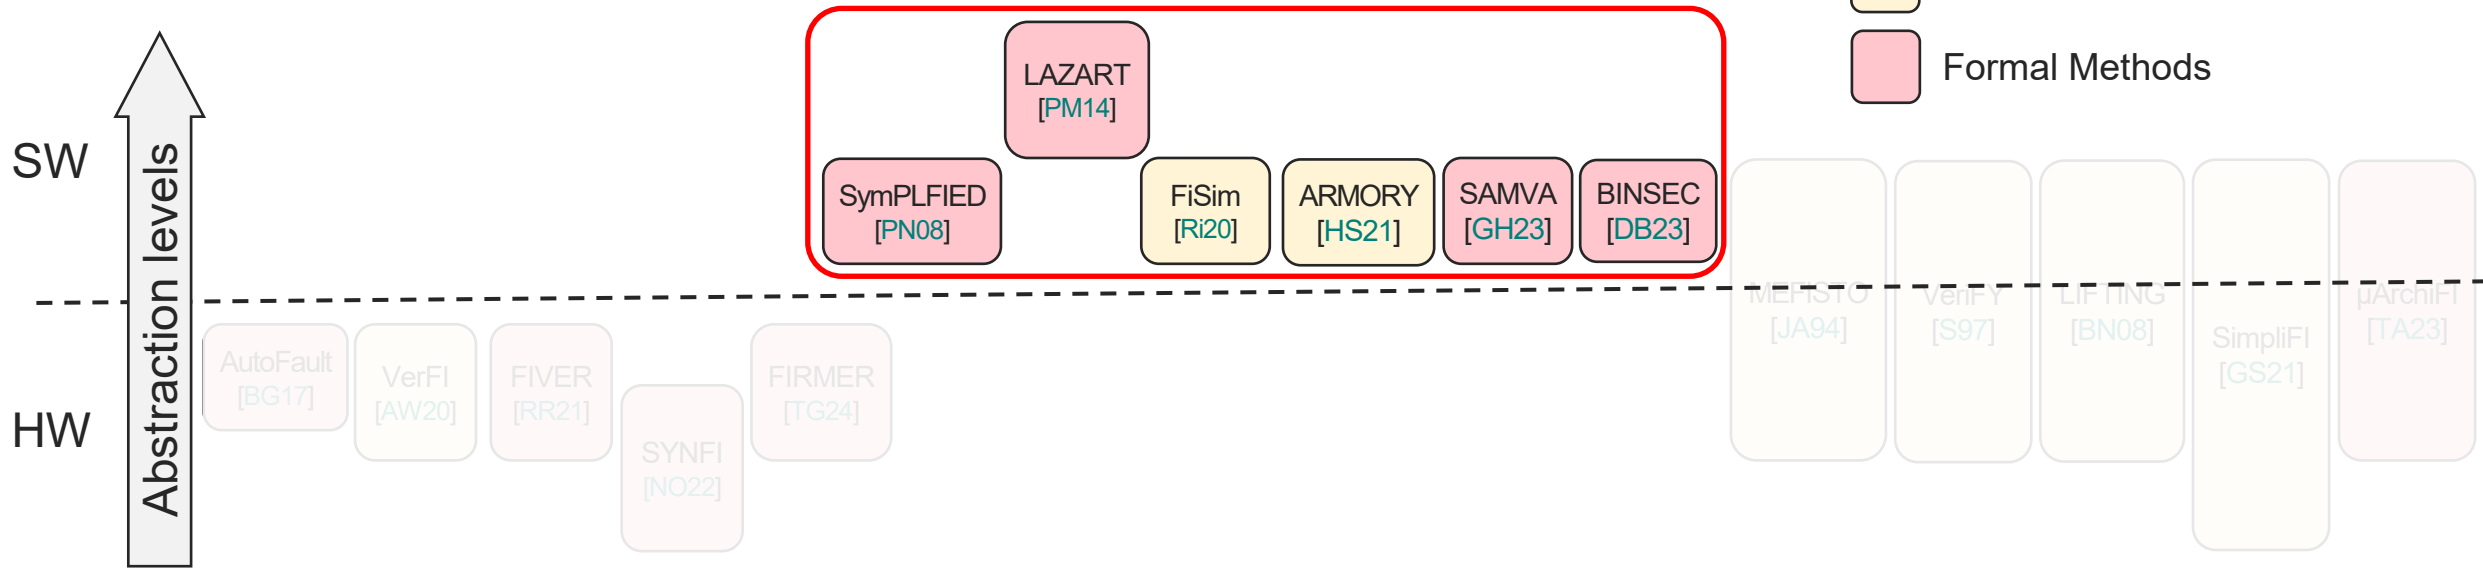 Formal Methods
SW
HW
Abstraction levels
LAZART
[PM14]
SymPLFIED
[PN08]
FiSim
[Ri20]
ARMORY
[HS21]
SAMVA
[GH23]
BINSEC
[DB23]
MEFISTO
[JA94]
VeriFY
[S97]
LIFTING
[BN08]
SimpliFI
[GS21]
µArchiFI
[TA23]
AutoFault
[BG17]
VerFI
[AW20]
FIVER
[RR21]
SYNFI
[NO22]
FIRMER
[TG24]